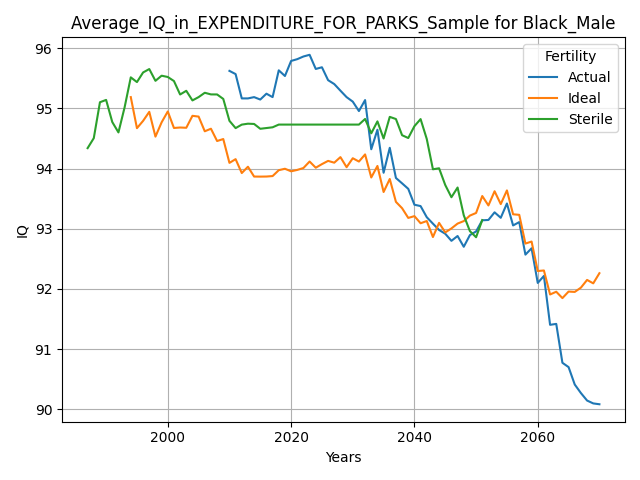 Average_IQ_in_EXPENDITURE_FOR_PARKS_Sample for Black_Male
96
95
94
93
92
91
90
IQ
Fertility
Actual
Ideal
Sterile
2000
2020
2040
2060
Years